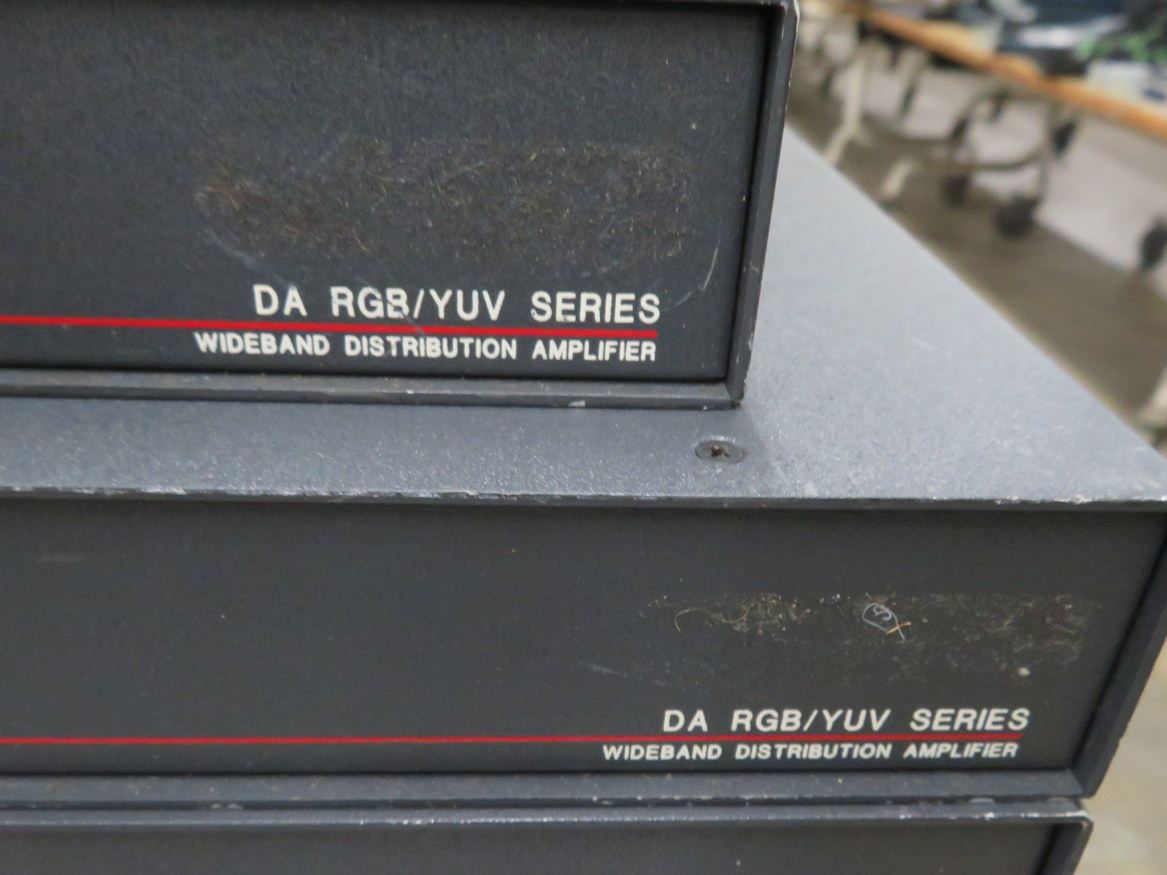 DA RGB/YUV SERIES
WIDEBAND DISTRIBUTION AMPLIFIER
DA RGB/YUV SERIES
WIDEBAND DISTRIBUTION AMPLIFIER